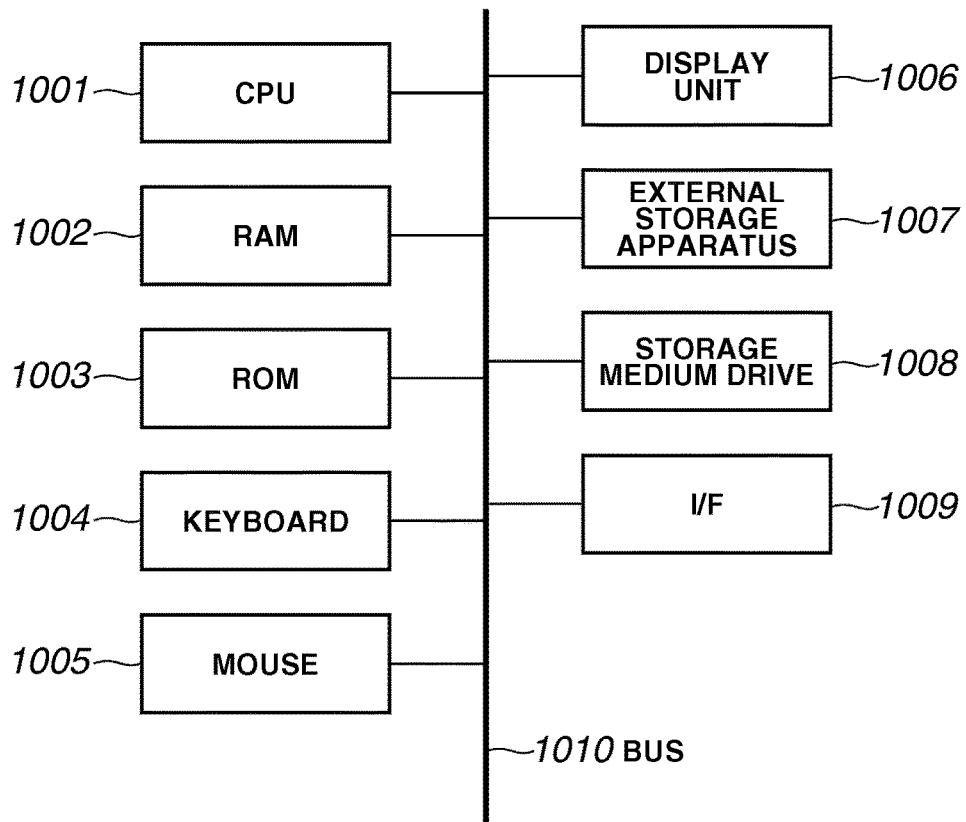 1001
CPU
1002
RAM
1003
ROM
1004
KEYBOARD
1005
MOUSE
DISPLAY
UNIT
1006
EXTERNAL
STORAGE
APPARATUS
1007
STORAGE
MEDIUM DRIVE
1008
I/F
1009
1010 BUS